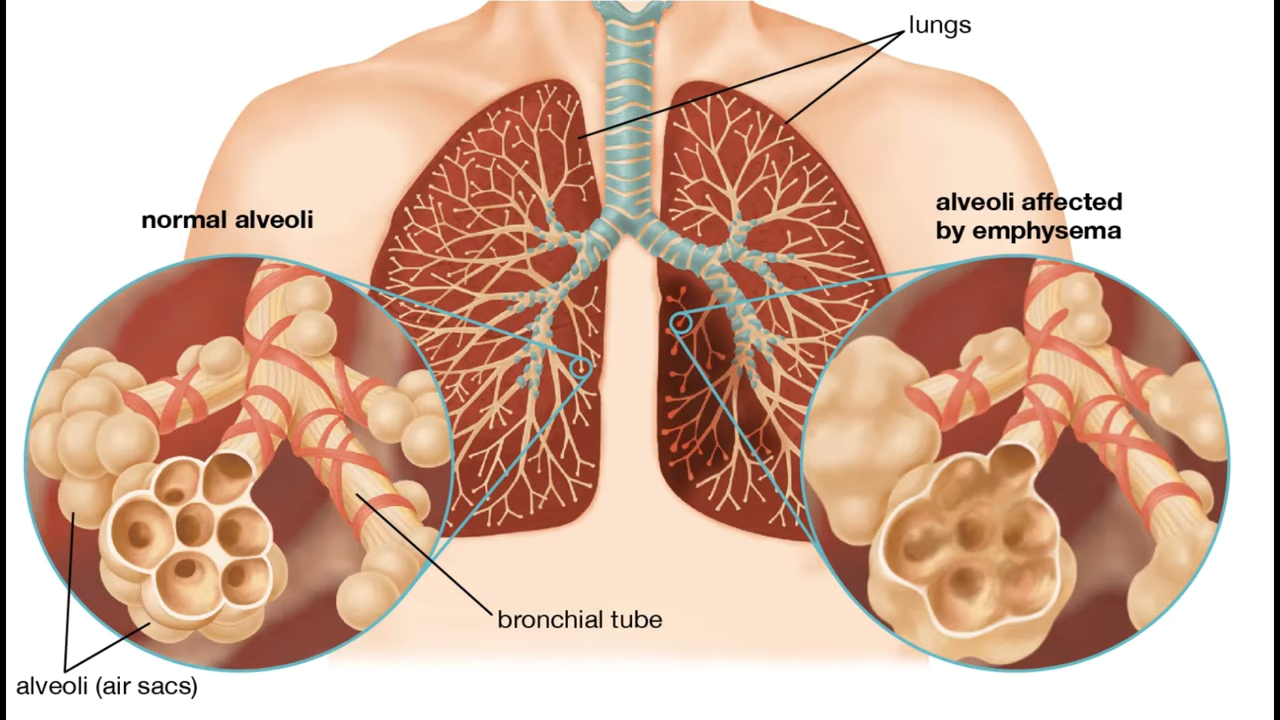 lungs
normal alveoli
alveoli affected
by emphysema
bronchial tube
alveoli (air sacs)